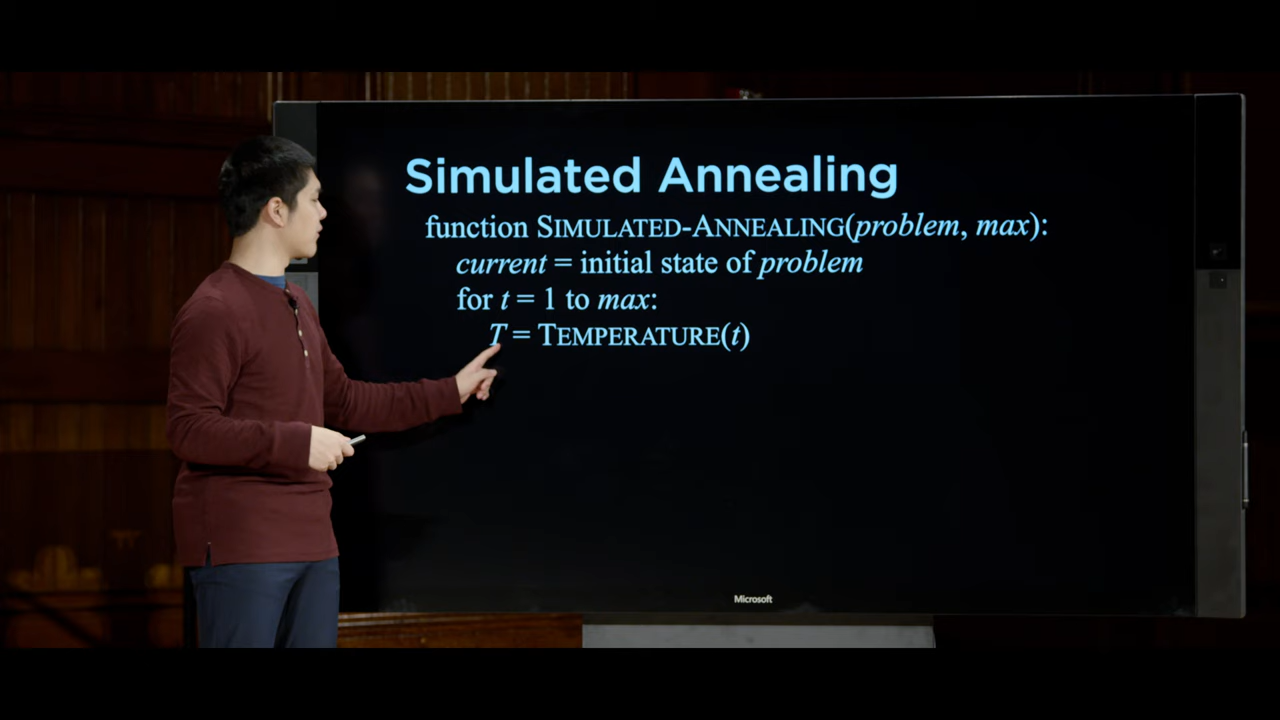 Simulated Annealing
function SIMULATED-ANNEALING(problem, max):
current = initial state of problem
for t = 1 to max:
T = TEMPERATURE(t)
Microsoft